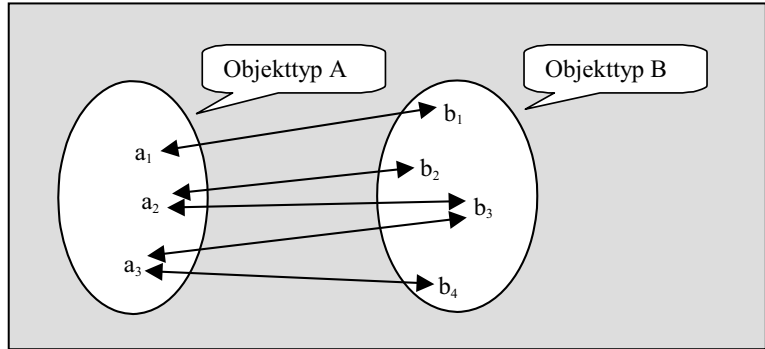 Objekttyp A
Objekttyp B
a₁
a₂
a₃
b₁
b₂
b₃
b₄